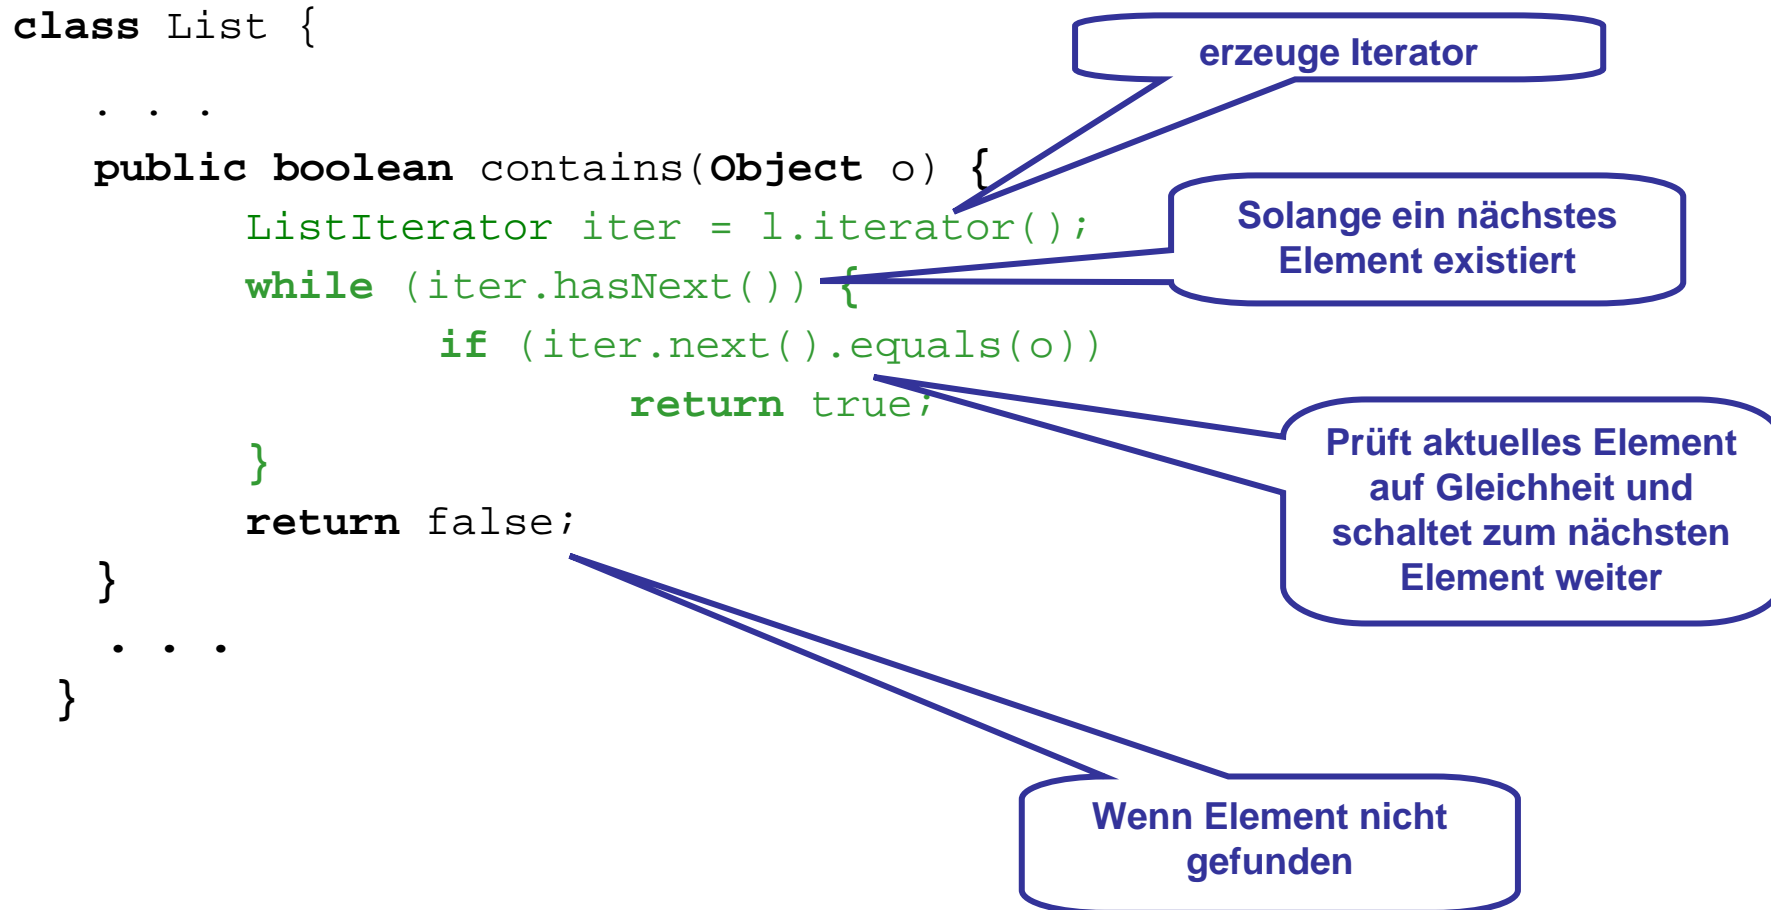 class List {
erzeuge Iterator
. . .
public boolean contains(Object o) {
ListIterator iter = l.iterator();
Solange ein nächstes
Element existiert
while (iter.hasNext()) {
if (iter.next().equals(o))
return true;
Prüft aktuelles Element
auf Gleichheit und
schaltet zum nächsten
Element weiter
}
return false;
}
. . .
}
Wenn Element nicht
gefunden